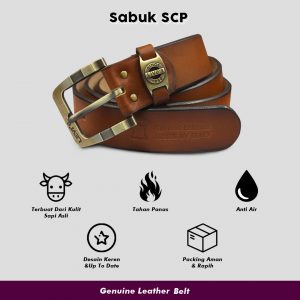 Sabuk SCP
Terbuat Dari Kulit
Sapi Asli
Tahan Panas
Anti Air
Desain Keren
&Up To Date
Packing Aman
& Rapih
Genuine Leather Belt